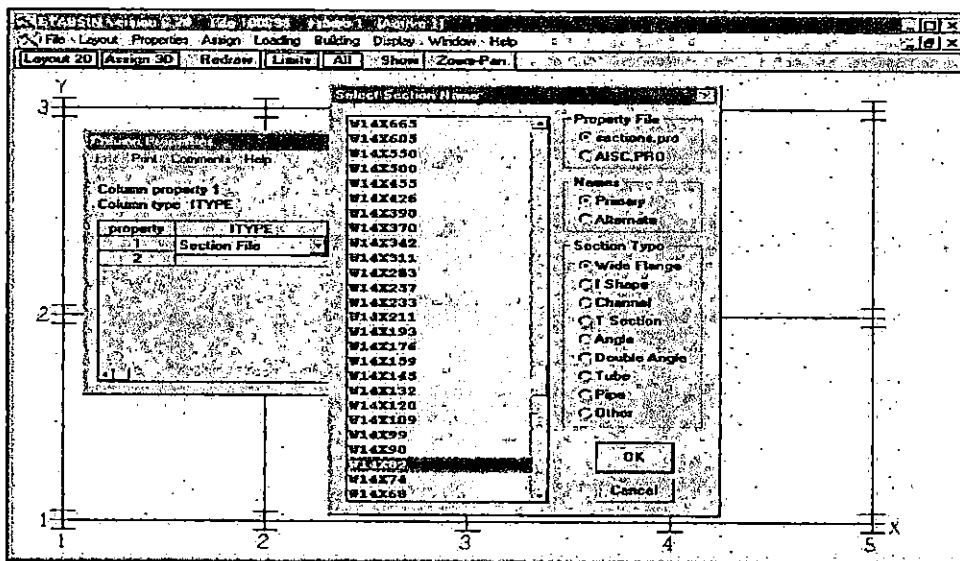 File Layout Properties Assign Loading Building Display Window Help
Layout 2D Assign 3D Redraw Limits All Show Zoom-Pan
Y
3
2
1
1 2 3 4 5
X
Print Comments Help
Column property 1
Column type ITYPE
property ITYPE
1 Section File
2
Select Section Name
W14X665
W14X605
W14X550
W14X500
W14X455
W14X426
W14X390
W14X370
W14X342
W14X311
W14X283
W14X257
W14X233
W14X211
W14X193
W14X176
W14X159
W14X145
W14X132
W14X120
W14X109
W14X99
W14X90
W14X82
W14X74
W14X68
Property File
sections.pro
AISC.PRO
Names
Primary
Alternate
Section Type
Wide Flange
I Shape
Channel
T Section
Angle
Double Angle
Tube
Pipe
Other
OK
Cancel